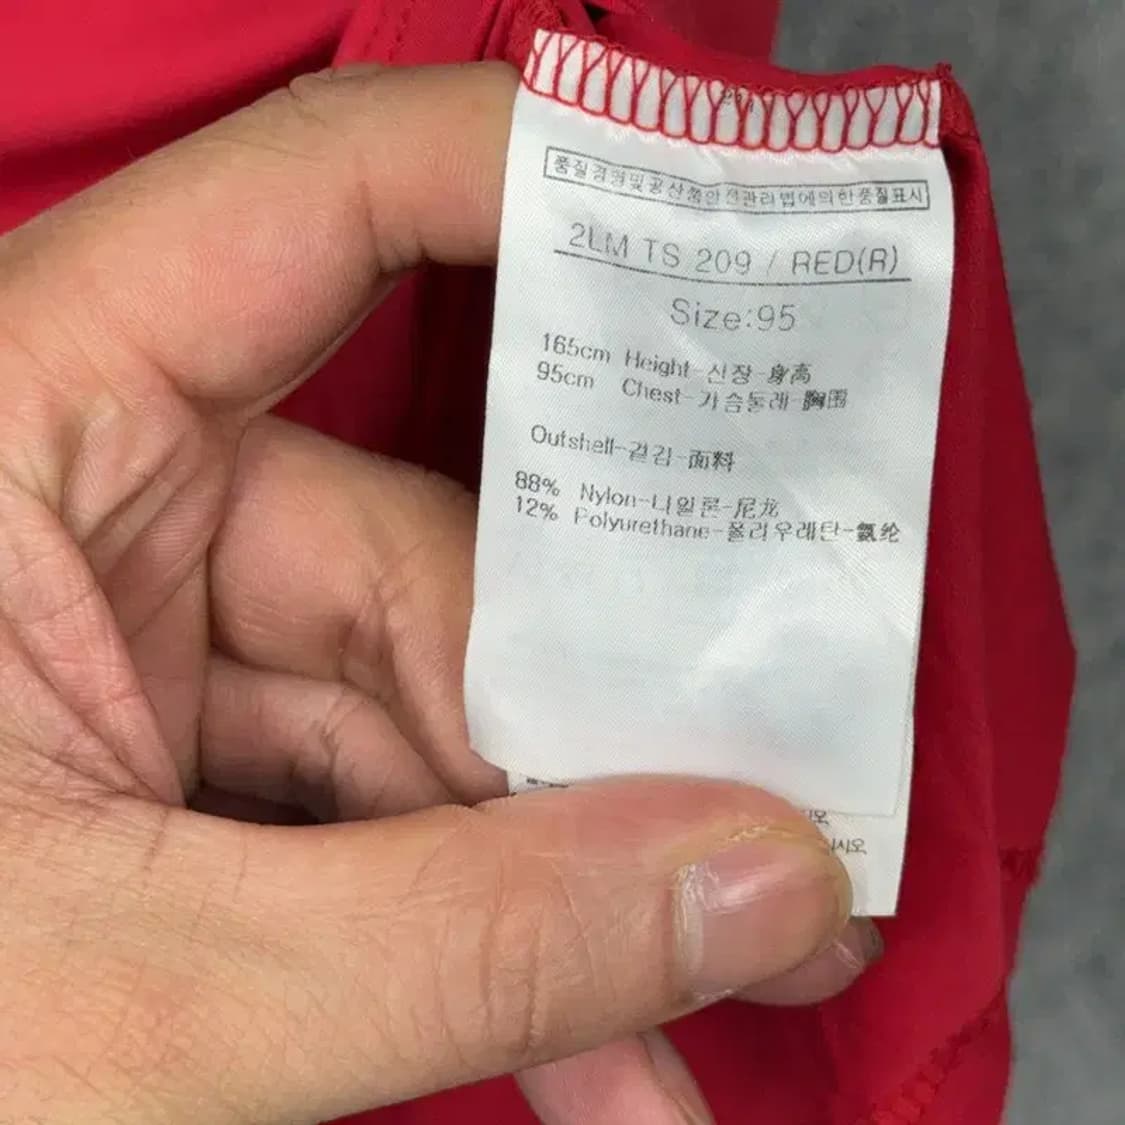 품질경영및공산품안전관리법에의한품질표시
2LM TS 209 / RED(R)
Size:95
165cm Height-신장-身高
95cm Chest-가슴둘레-胸围
Outshell-겉감-面料
88% Nylon-나일론-尼龙
12% Polyurethane-폴리우레탄-氨纶
시오